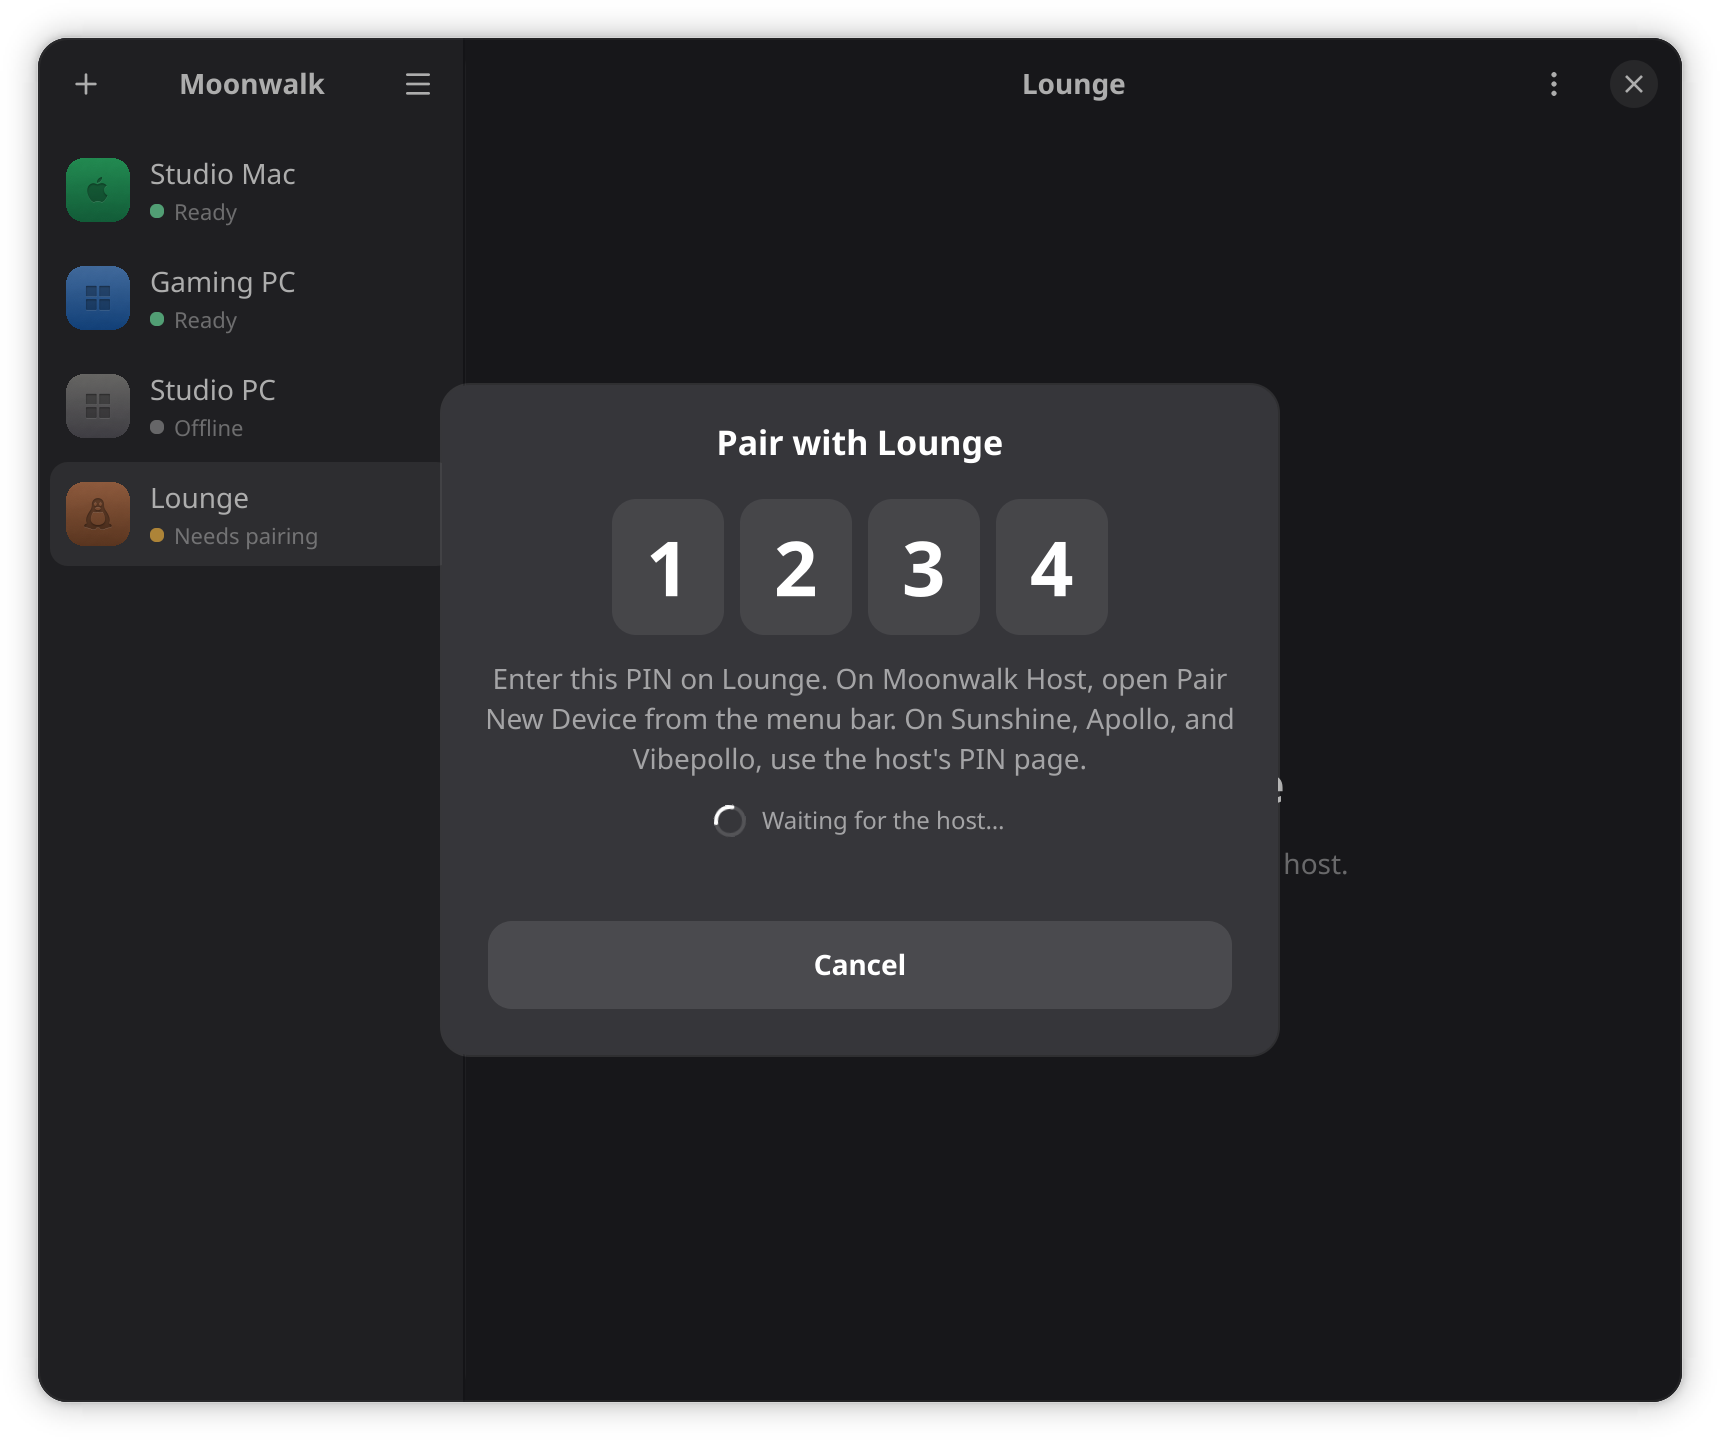 Moonwalk
Lounge
Studio Mac
Ready
Gaming PC
Ready
Studio PC
Offline
Lounge
Needs pairing
Pair with Lounge
1 2 3 4
Enter this PIN on Lounge. On Moonwalk Host, open Pair
New Device from the menu bar. On Sunshine, Apollo, and
Vibepollo, use the host's PIN page.
Waiting for the host...
host.
Cancel